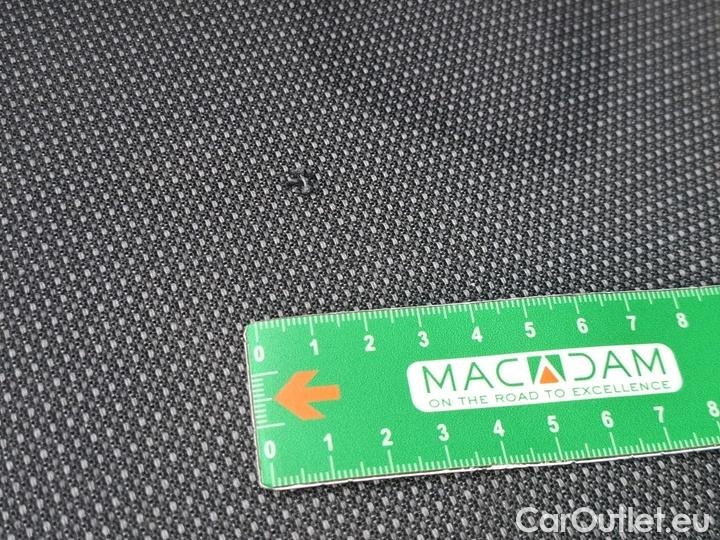 0 1 2 3 4 5 6 7 8
MACADAM
ON THE ROAD TO EXCELLENCE
0 1 2 3 4 5 6 7 8
CarOutlet.eu